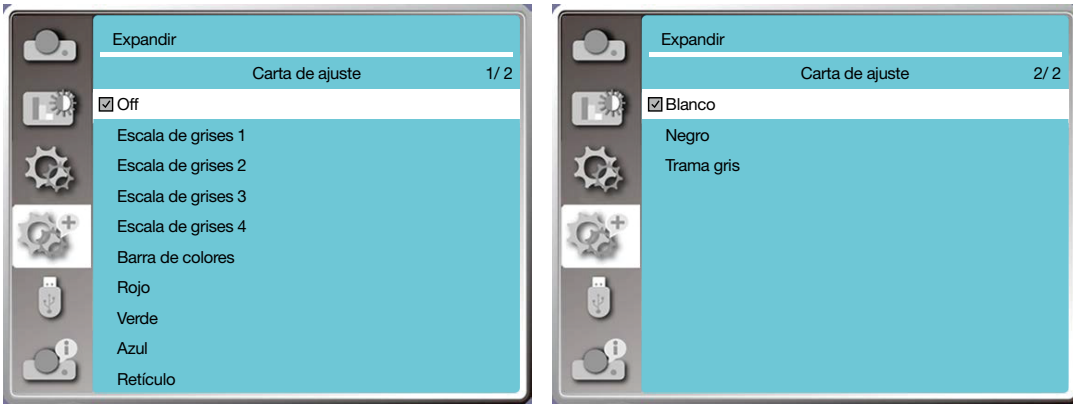 Expandir
Carta de ajuste 1/ 2
Off
Escala de grises 1
Escala de grises 2
Escala de grises 3
Escala de grises 4
Barra de colores
Rojo
Verde
Azul
Retículo
Expandir
Carta de ajuste 2/ 2
Blanco
Negro
Trama gris